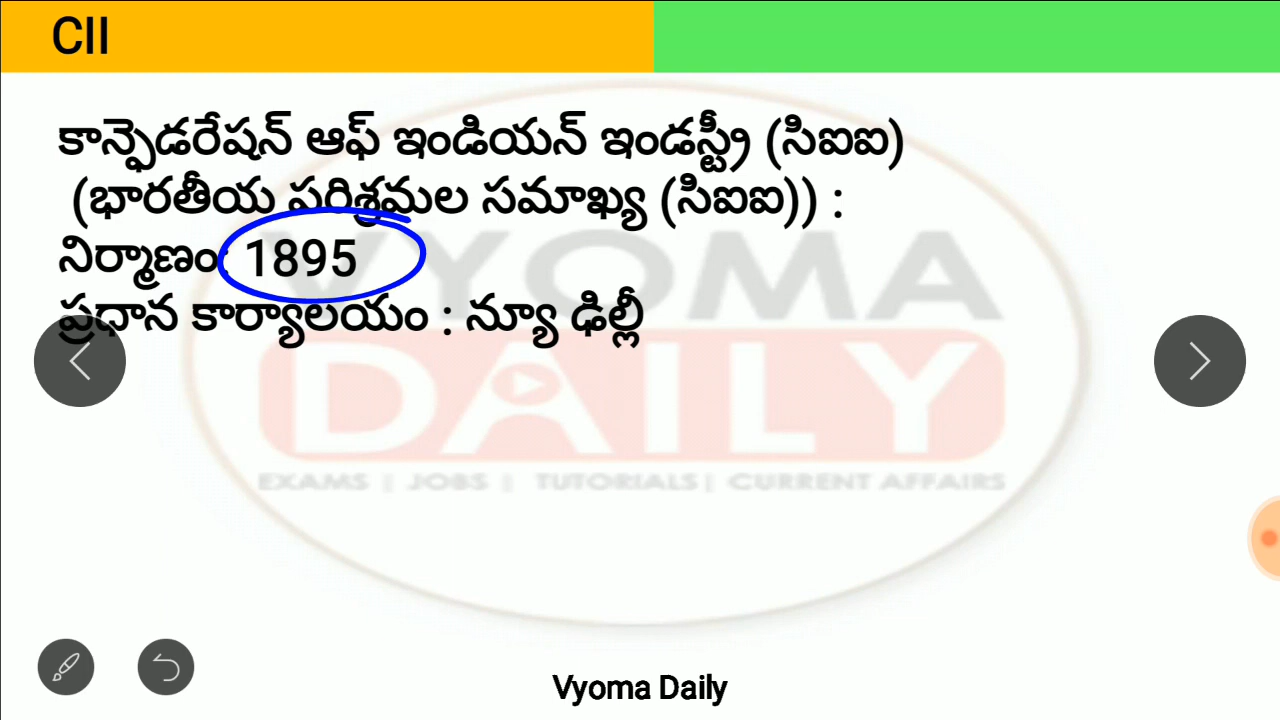 CII
కాన్ఫెడరేషన్ ఆఫ్ ఇండియన్ ఇండస్ట్రీ (సిఐఐ)
(భారతీయ పరిశ్రమల సమాఖ్య (సిఐఐ)) :
నిర్మాణం: 1895
ప్రధాన కార్యాలయం : న్యూ ఢిల్లీ
VYOMA
DAILY
EXAMS | JOBS | TUTORIALS | CURRENT AFFAIRS
Vyoma Daily